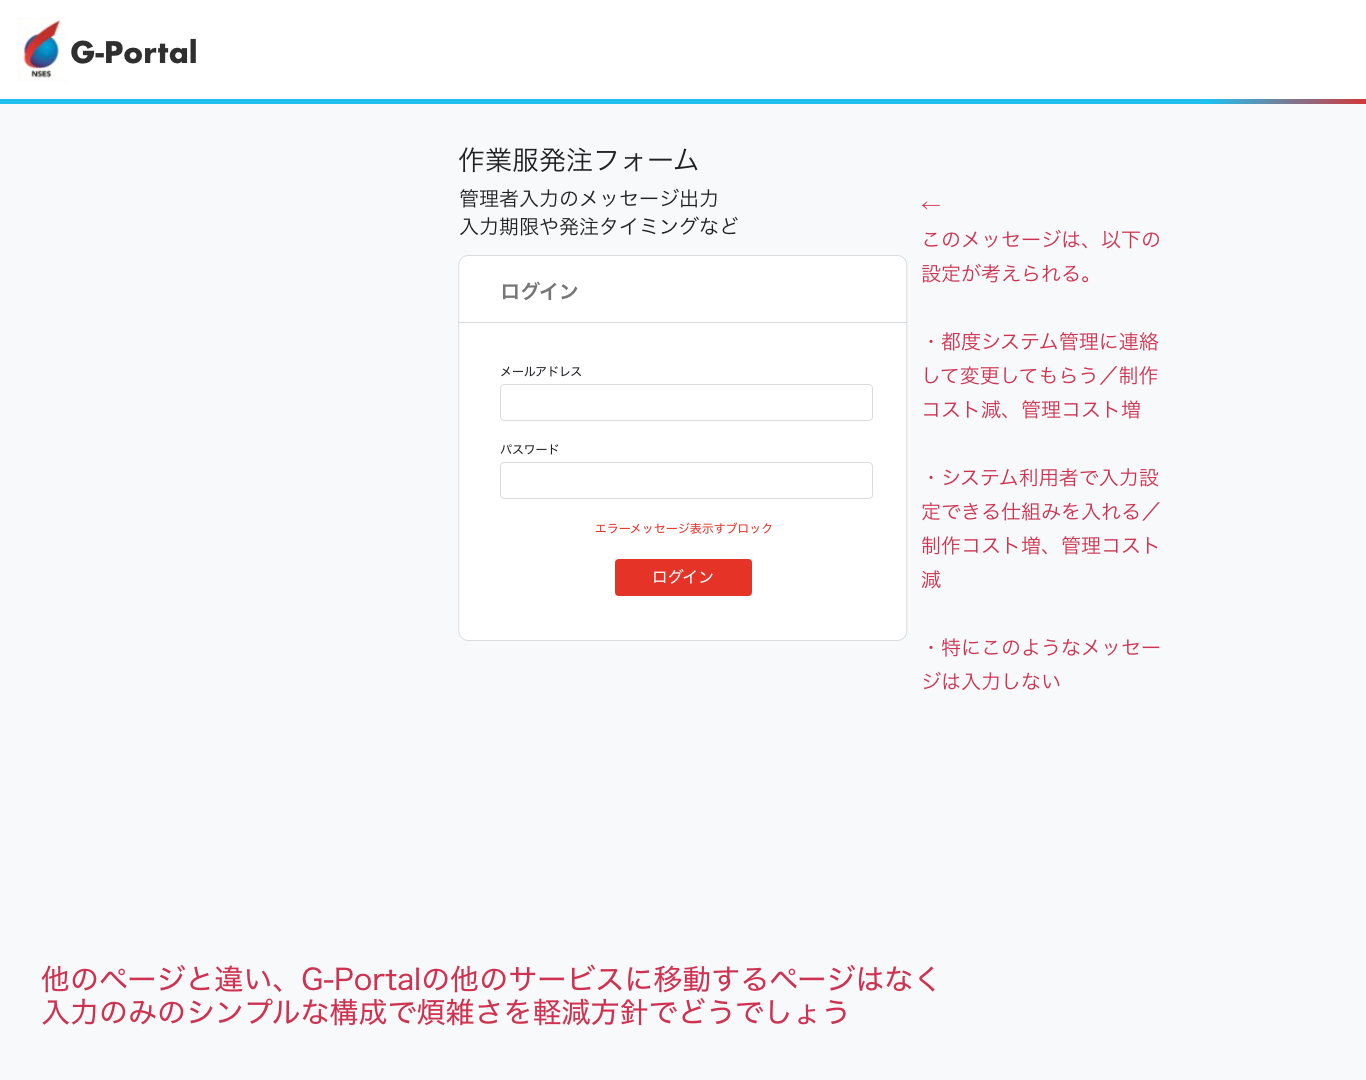 NSES
G-Portal
作業服発注フォーム
管理者入力のメッセージ出力
入力期限や発注タイミングなど
ログイン
メールアドレス
パスワード
エラーメッセージ表示すブロック
ログイン
←
このメッセージは、以下の
設定が考えられる。
・都度システム管理に連絡
して変更してもらう／制作
コスト減、管理コスト増
・システム利用者で入力設
定できる仕組みを入れる／
制作コスト増、管理コスト
減
・特にこのようなメッセー
ジは入力しない
他のページと違い、G-Portalの他のサービスに移動するページはなく
入力のみのシンプルな構成で煩雑さを軽減方針でどうでしょう